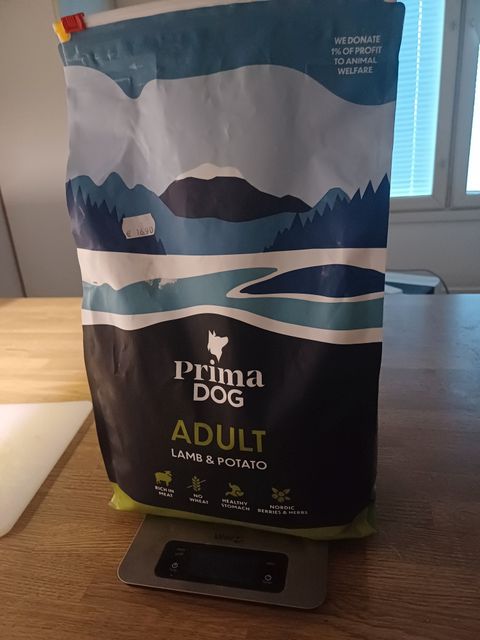 WE DONATE
1% OF PROFIT
TO ANIMAL
WELFARE
€ 16,90
Prima
DOG
ADULT
LAMB & POTATO
RICH IN
MEAT
NO
WHEAT
HEALTHY
STOMACH
NORDIC
BERRIES & HERBS